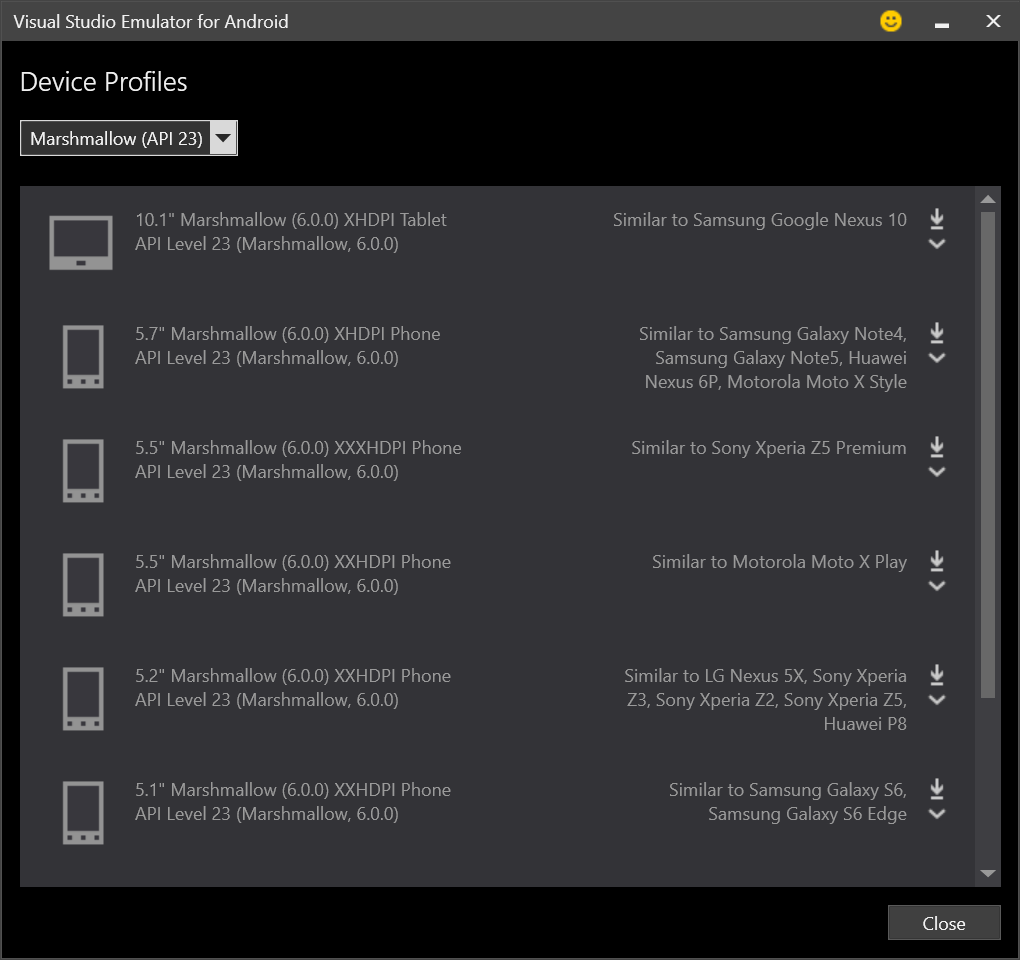 Visual Studio Emulator for Android
Device Profiles
Marshmallow (API 23)
10.1" Marshmallow (6.0.0) XHDPI Tablet
API Level 23 (Marshmallow, 6.0.0)
Similar to Samsung Google Nexus 10
5.7" Marshmallow (6.0.0) XHDPI Phone
API Level 23 (Marshmallow, 6.0.0)
Similar to Samsung Galaxy Note4,
Samsung Galaxy Note5, Huawei
Nexus 6P, Motorola Moto X Style
5.5" Marshmallow (6.0.0) XXXHDPI Phone
API Level 23 (Marshmallow, 6.0.0)
Similar to Sony Xperia Z5 Premium
5.5" Marshmallow (6.0.0) XXHDPI Phone
API Level 23 (Marshmallow, 6.0.0)
Similar to Motorola Moto X Play
5.2" Marshmallow (6.0.0) XXHDPI Phone
API Level 23 (Marshmallow, 6.0.0)
Similar to LG Nexus 5X, Sony Xperia
Z3, Sony Xperia Z2, Sony Xperia Z5,
Huawei P8
5.1" Marshmallow (6.0.0) XXHDPI Phone
API Level 23 (Marshmallow, 6.0.0)
Similar to Samsung Galaxy S6,
Samsung Galaxy S6 Edge
Close